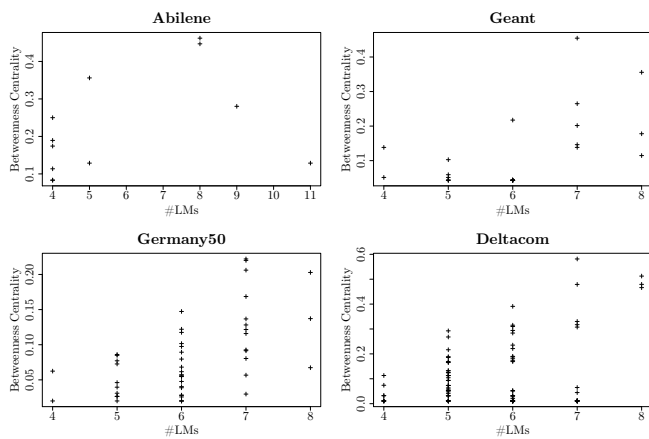 Abilene
Betweenness Centrality
0.1 0.2 0.3 0.4
4 5 6 7 8 9 10 11
#LMs
Geant
Betweenness Centrality
0.1 0.2 0.3 0.4
4 5 6 7 8
#LMs
Germany50
Betweenness Centrality
0.05 0.10 0.15 0.20
4 5 6 7 8
#LMs
Deltacom
Betweenness Centrality
0.0 0.2 0.4 0.6
4 5 6 7 8
#LMs